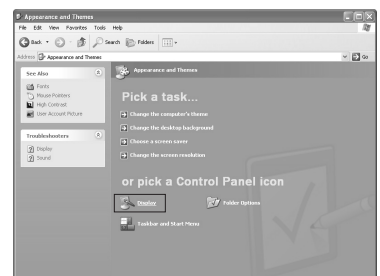 Appearance and Themes
File Edit View Favorites Tools Help
Back Search Folders
Address Appearance and Themes Go
See Also
Fonts
Mouse Pointers
High Contrast
User Account Picture
Troubleshooters
Display
Sound
Appearance and Themes
Pick a task...
Change the computer's theme
Change the desktop background
Choose a screen saver
Change the screen resolution
or pick a Control Panel icon
Display Folder Options
Taskbar and Start Menu